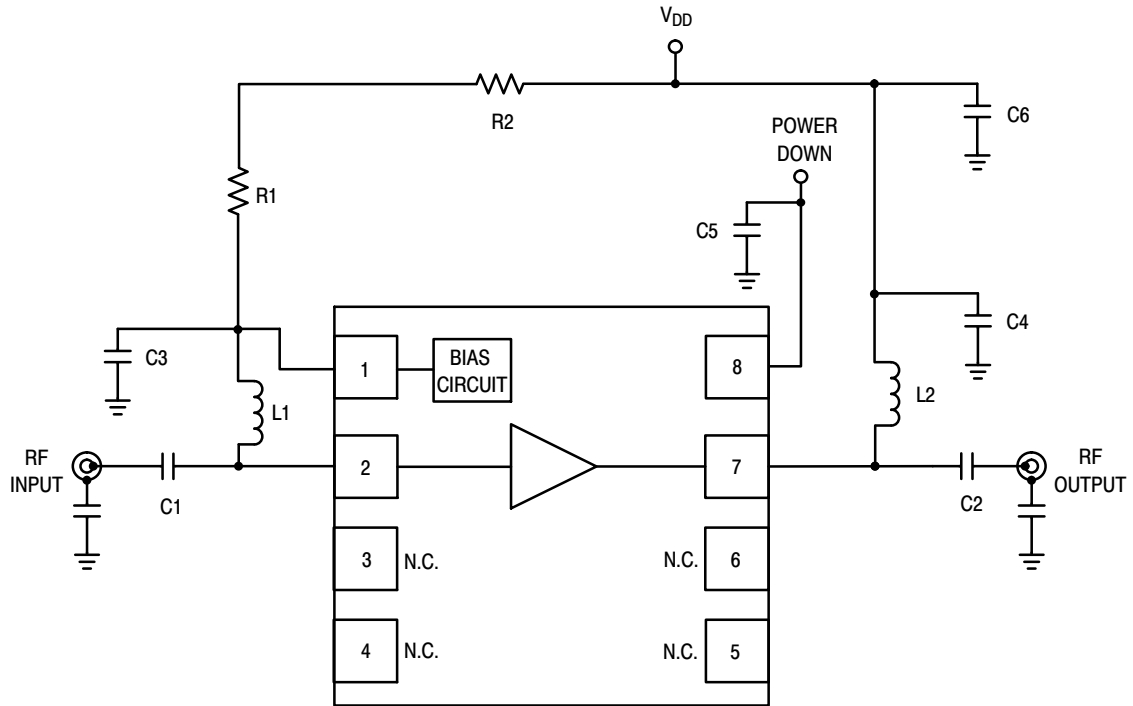 VDD
R2
C6
POWER
DOWN
R1
C5
C4
C3
1
BIAS
CIRCUIT
8
L1
L2
RF
INPUT
C1
2
7
C2
RF
OUTPUT
3
N.C.
N.C.
6
4
N.C.
N.C.
5